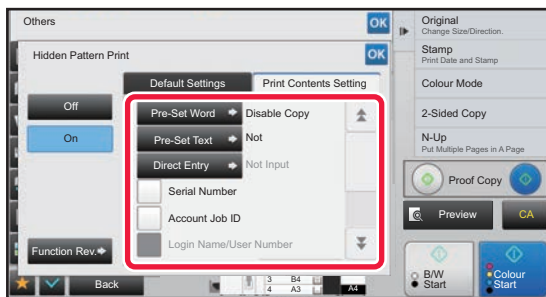 Others
OK
Hidden Pattern Print
OK
Default Settings
Print Contents Setting
Off
On
Pre-Set Word
Disable Copy
Pre-Set Text
Not
Direct Entry
Not Input
Serial Number
Account Job ID
Login Name/User Number
Function Rev.
Back
3 B4
4 A3
A4
Original
Change Size/Direction.
Stamp
Print Date and Stamp
Colour Mode
2-Sided Copy
N-Up
Put Multiple Pages in A Page
Proof Copy
Preview
CA
B/W
Start
Colour
Start